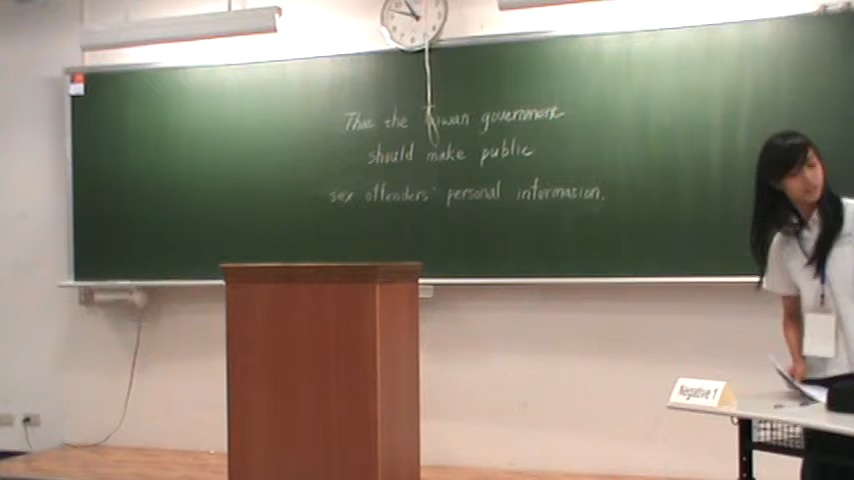 That the Taiwan government
should make public
sex offenders' personal information.
Negative 1